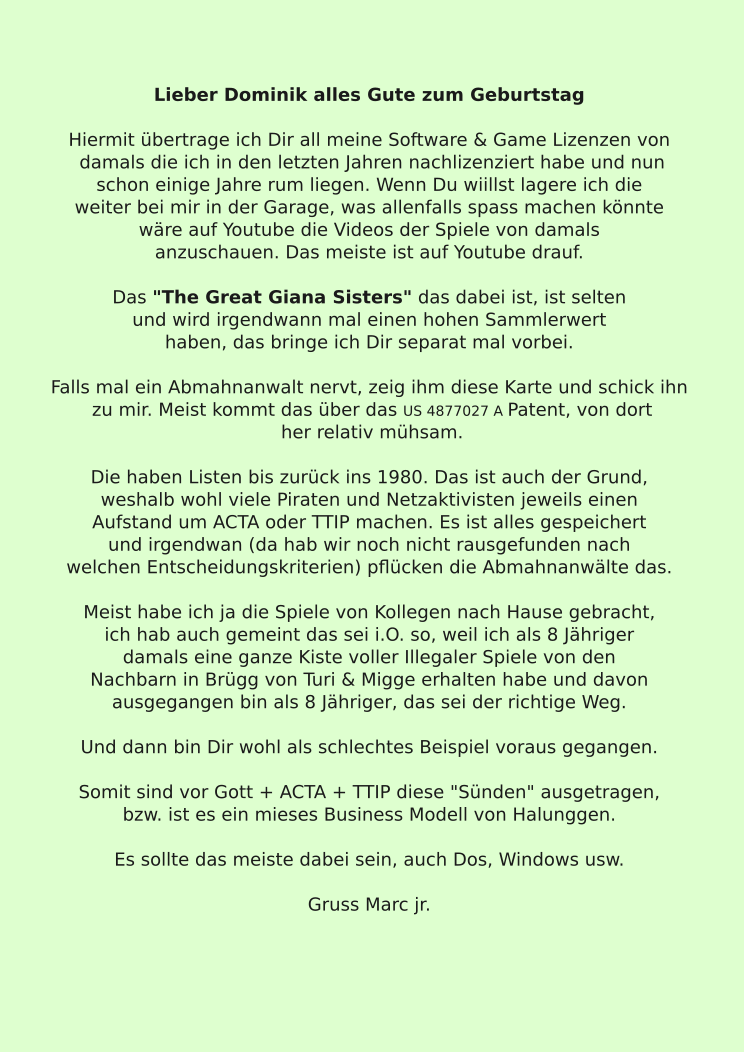 Lieber Dominik alles Gute zum Geburtstag
Hiermit übertrage ich Dir all meine Software & Game Lizenzen von
damals die ich in den letzten Jahren nachlizenziert habe und nun
schon einige Jahre rum liegen. Wenn Du wiillst lagere ich die
weiter bei mir in der Garage, was allenfalls spass machen könnte
wäre auf Youtube die Videos der Spiele von damals
anzuschauen. Das meiste ist auf Youtube drauf.
Das "The Great Giana Sisters" das dabei ist, ist selten
und wird irgendwann mal einen hohen Sammlerwert
haben, das bringe ich Dir separat mal vorbei.
Falls mal ein Abmahnanwalt nervt, zeig ihm diese Karte und schick ihn
zu mir. Meist kommt das über das US 4877027 A Patent, von dort
her relativ mühsam.
Die haben Listen bis zurück ins 1980. Das ist auch der Grund,
weshalb wohl viele Piraten und Netzaktivisten jeweils einen
Aufstand um ACTA oder TTIP machen. Es ist alles gespeichert
und irgendwan (da hab wir noch nicht rausgefunden nach
welchen Entscheidungskriterien) pflücken die Abmahnanwälte das.
Meist habe ich ja die Spiele von Kollegen nach Hause gebracht,
ich hab auch gemeint das sei i.O. so, weil ich als 8 Jähriger
damals eine ganze Kiste voller Illegaler Spiele von den
Nachbarn in Brügg von Turi & Migge erhalten habe und davon
ausgegangen bin als 8 Jähriger, das sei der richtige Weg.
Und dann bin Dir wohl als schlechtes Beispiel voraus gegangen.
Somit sind vor Gott + ACTA + TTIP diese "Sünden" ausgetragen,
bzw. ist es ein mieses Business Modell von Halunggen.
Es sollte das meiste dabei sein, auch Dos, Windows usw.
Gruss Marc jr.